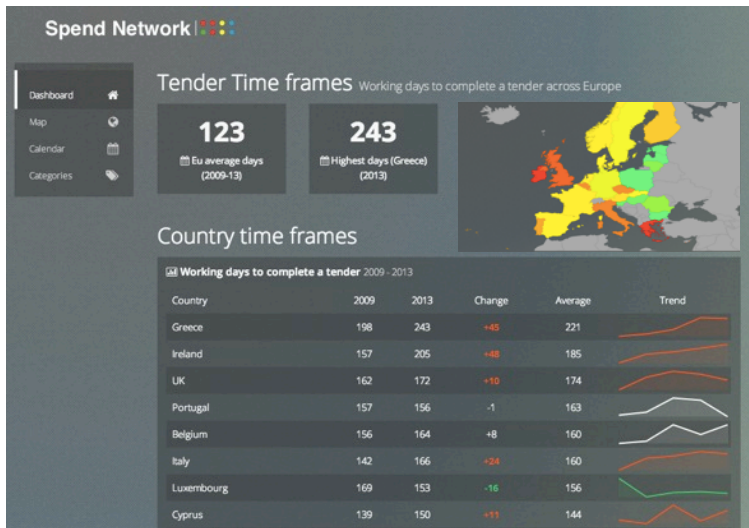 Spend Network
Dashboard
Map
Calendar
Categories
Tender Time frames Working days to complete a tender across Europe
123
Eu average days
(2009-13)
243
Highest days (Greece)
(2013)
Country time frames
Working days to complete a tender 2009 - 2013
Country 2009 2013 Change Average Trend
Greece 198 243 +45 221
Ireland 157 205 +48 185
UK 162 172 +10 174
Portugal 157 156 -1 163
Belgium 156 164 +8 160
Italy 142 166 +24 160
Luxembourg 169 153 -16 156
Cyprus 139 150 +11 144